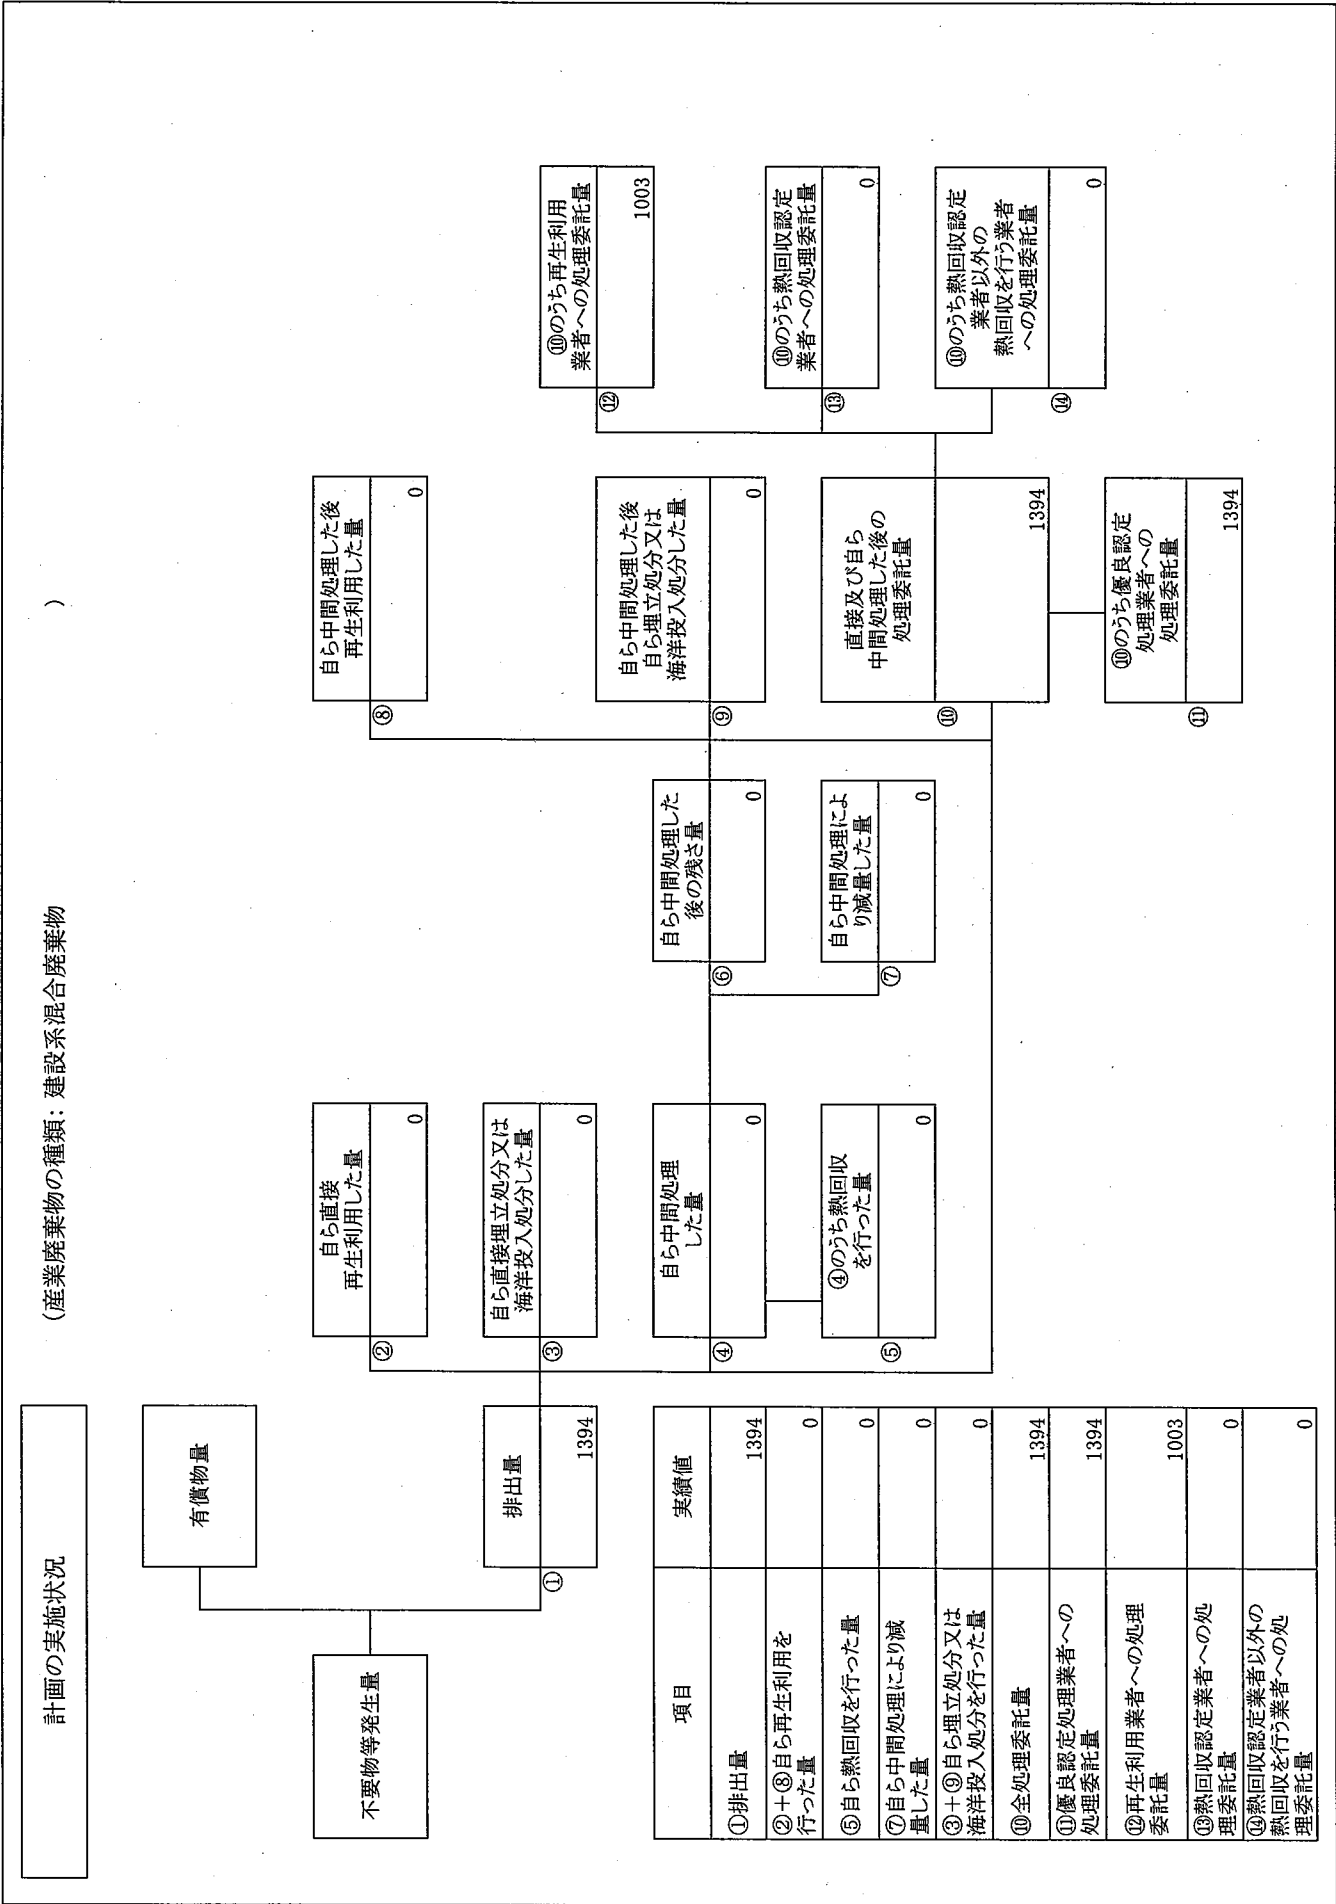 計画の実施状況
(産業廃棄物の種類: 建設系混合廃棄物
)
不要物等発生量
有償物量
①
排出量
1394
②
自ら直接
再生利用した量
0
③
自ら直接埋立処分又は
海洋投入処分した量
0
④
自ら中間処理
した量
0
⑤
④のうち熱回収
を行った量
0
⑥
自ら中間処理した
後の残さ量
0
⑦
自ら中間処理によ
り減量した量
0
⑧
自ら中間処理した後
再生利用した量
0
⑨
自ら中間処理した後
自ら埋立処分又は
海洋投入処分した量
0
⑩
直接及び自ら
中間処理した後の
処理委託量
1394
⑪
⑩のうち優良認定
処理業者への
処理委託量
1394
⑫
⑩のうち再生利用
業者への処理委託量
1003
⑬
⑩のうち熱回収認定
業者への処理委託量
0
⑭
⑩のうち熱回収認定
業者以外の
熱回収を行う業者
への処理委託量
0
項目 実績値
①排出量 1394
②+⑧自ら再生利用を
行った量 0
⑤自ら熱回収を行った量 0
⑦自ら中間処理により減
量した量 0
③+⑨自ら埋立処分又は
海洋投入処分を行った量 0
⑩全処理委託量 1394
⑪優良認定処理業者への
処理委託量 1394
⑫再生利用業者への処理
委託量 1003
⑬熱回収認定業者への処
理委託量 0
⑭熱回収認定業者以外の
熱回収を行う業者への処
理委託量 0